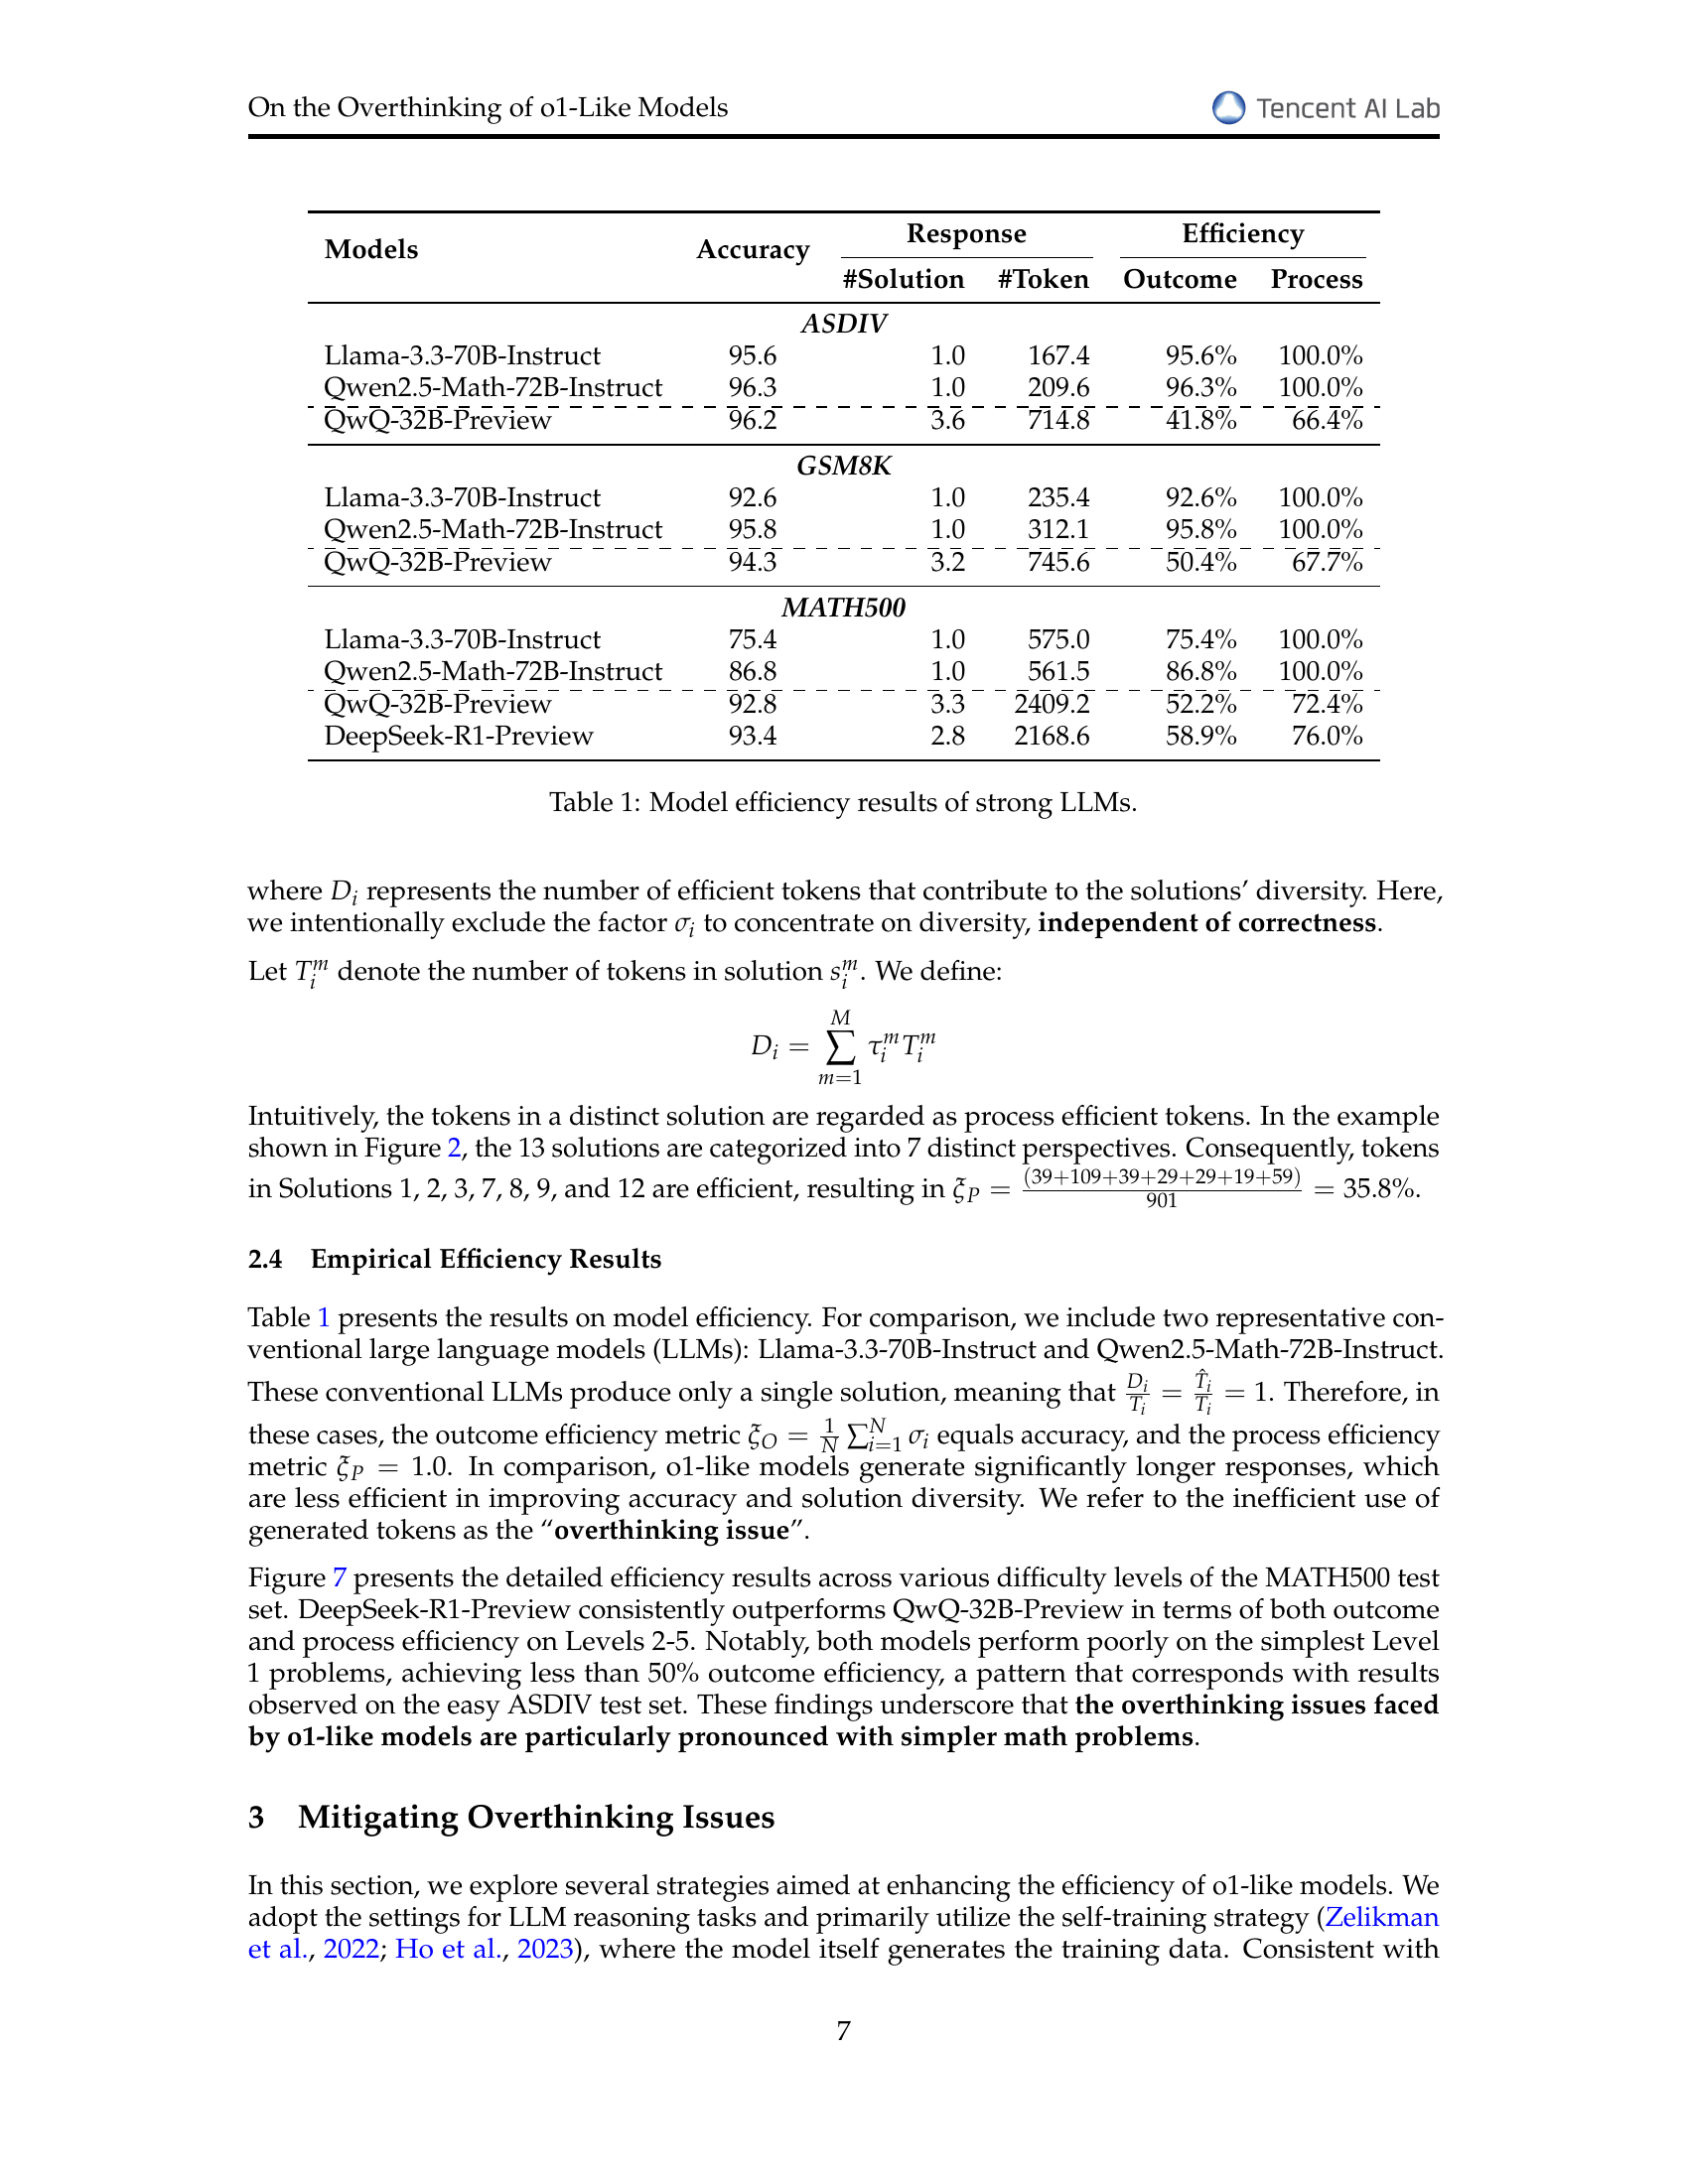 On the Overthinking of o1-Like Models
Tencent AI Lab
Models Accuracy Response Efficiency
#Solution #Token Outcome Process
ASDIV
Llama-3.3-70B-Instruct 95.6 1.0 167.4 95.6% 100.0%
Qwen2.5-Math-72B-Instruct 96.3 1.0 209.6 96.3% 100.0%
QwQ-32B-Preview 96.2 3.6 714.8 41.8% 66.4%
GSM8K
Llama-3.3-70B-Instruct 92.6 1.0 235.4 92.6% 100.0%
Qwen2.5-Math-72B-Instruct 95.8 1.0 312.1 95.8% 100.0%
QwQ-32B-Preview 94.3 3.2 745.6 50.4% 67.7%
MATH500
Llama-3.3-70B-Instruct 75.4 1.0 575.0 75.4% 100.0%
Qwen2.5-Math-72B-Instruct 86.8 1.0 561.5 86.8% 100.0%
QwQ-32B-Preview 92.8 3.3 2409.2 52.2% 72.4%
DeepSeek-R1-Preview 93.4 2.8 2168.6 58.9% 76.0%
Table 1: Model efficiency results of strong LLMs.
where D_i represents the number of efficient tokens that contribute to the solutions’ diversity. Here,
we intentionally exclude the factor σ_i to concentrate on diversity, independent of correctness.
Let T_i^m denote the number of tokens in solution s_i^m. We define:
D_i = ∑_{m=1}^{M} τ_i^m T_i^m
Intuitively, the tokens in a distinct solution are regarded as process efficient tokens. In the example
shown in Figure 2, the 13 solutions are categorized into 7 distinct perspectives. Consequently, tokens
in Solutions 1, 2, 3, 7, 8, 9, and 12 are efficient, resulting in ξ_P = (39+109+39+29+29+19+59)/901 = 35.8%.
2.4 Empirical Efficiency Results
Table 1 presents the results on model efficiency. For comparison, we include two representative con-
ventional large language models (LLMs): Llama-3.3-70B-Instruct and Qwen2.5-Math-72B-Instruct.
These conventional LLMs produce only a single solution, meaning that D_i/T_i = T̂_i/T_i = 1. Therefore, in
these cases, the outcome efficiency metric ξ_O = 1/N ∑_{i=1}^{N} σ_i equals accuracy, and the process efficiency
metric ξ_P = 1.0. In comparison, o1-like models generate significantly longer responses, which
are less efficient in improving accuracy and solution diversity. We refer to the inefficient use of
generated tokens as the “overthinking issue”.
Figure 7 presents the detailed efficiency results across various difficulty levels of the MATH500 test
set. DeepSeek-R1-Preview consistently outperforms QwQ-32B-Preview in terms of both outcome
and process efficiency on Levels 2-5. Notably, both models perform poorly on the simplest Level
1 problems, achieving less than 50% outcome efficiency, a pattern that corresponds with results
observed on the easy ASDIV test set. These findings underscore that the overthinking issues faced
by o1-like models are particularly pronounced with simpler math problems.
3 Mitigating Overthinking Issues
In this section, we explore several strategies aimed at enhancing the efficiency of o1-like models. We
adopt the settings for LLM reasoning tasks and primarily utilize the self-training strategy (Zelikman
et al., 2022; Ho et al., 2023), where the model itself generates the training data. Consistent with
7